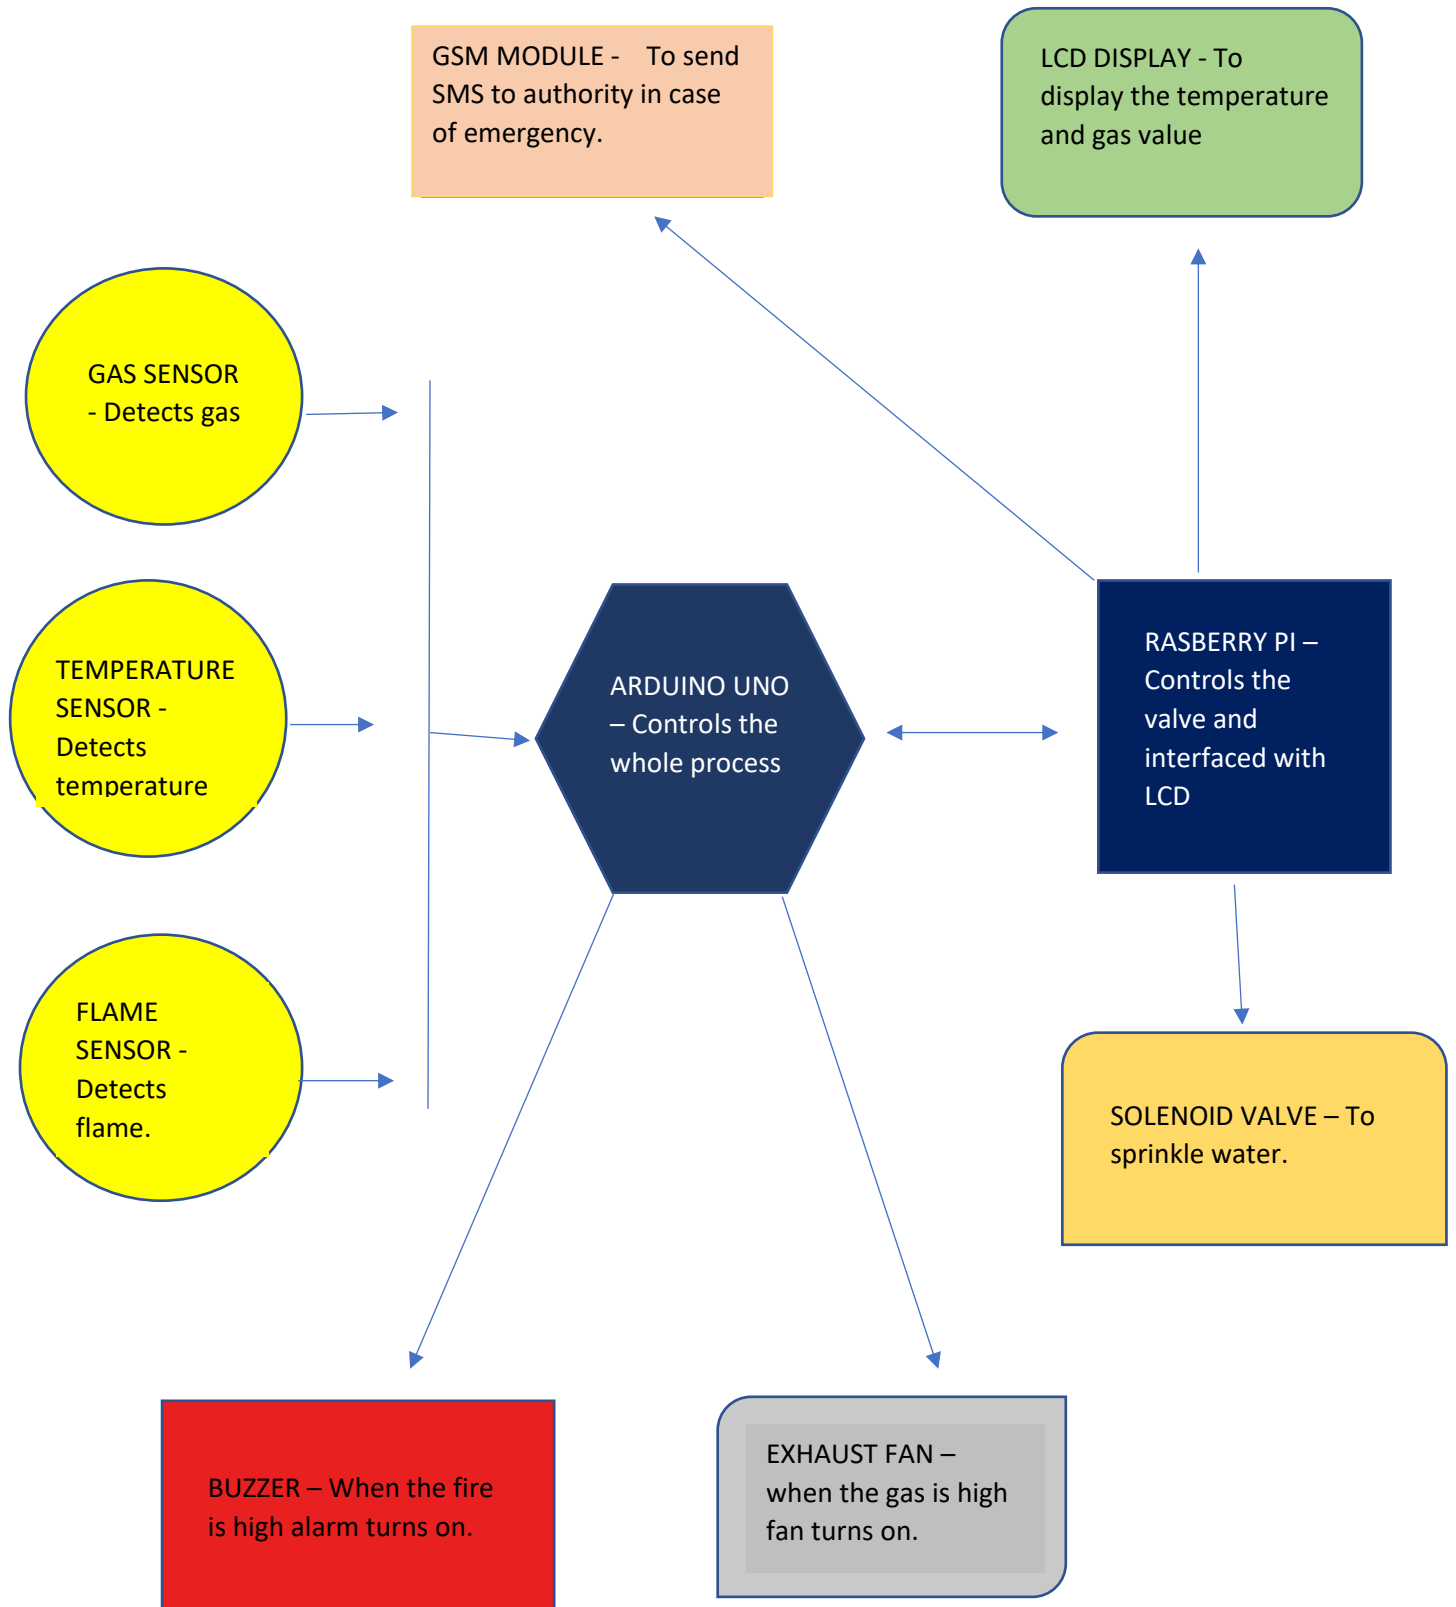 GSM MODULE -   To send
SMS to authority in case
of emergency.
LCD DISPLAY - To
display the temperature
and gas value
GAS SENSOR
- Detects gas
TEMPERATURE
SENSOR -
Detects
temperature
ARDUINO UNO
– Controls the
whole process
RASBERRY PI –
Controls the
valve and
interfaced with
LCD
FLAME
SENSOR -
Detects
flame.
SOLENOID VALVE – To
sprinkle water.
BUZZER – When the fire
is high alarm turns on.
EXHAUST FAN –
when the gas is high
fan turns on.